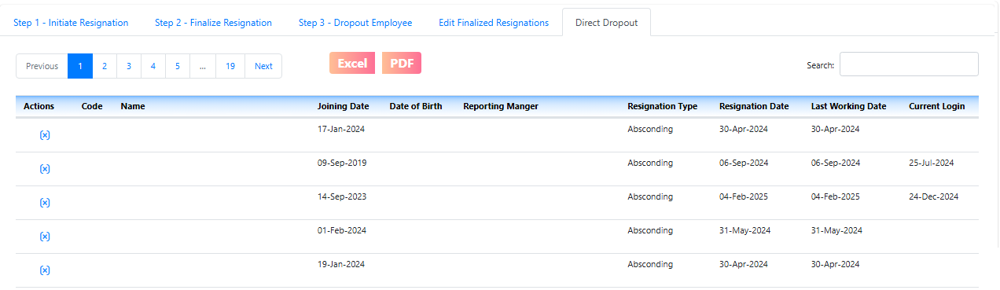 Step 1 - Initiate Resignation Step 2 - Finalize Resignation Step 3 - Dropout Employee Edit Finalized Resignations Direct Dropout
Previous 1 2 3 4 5 ... 19 Next Excel PDF Search:
Actions Code Name Joining Date Date of Birth Reporting Manger Resignation Type Resignation Date Last Working Date Current Login
17-Jan-2024 Absconding 30-Apr-2024 30-Apr-2024
09-Sep-2019 Absconding 06-Sep-2024 06-Sep-2024 25-Jul-2024
14-Sep-2023 Absconding 04-Feb-2025 04-Feb-2025 24-Dec-2024
01-Feb-2024 Absconding 31-May-2024 31-May-2024
19-Jan-2024 Absconding 30-Apr-2024 30-Apr-2024